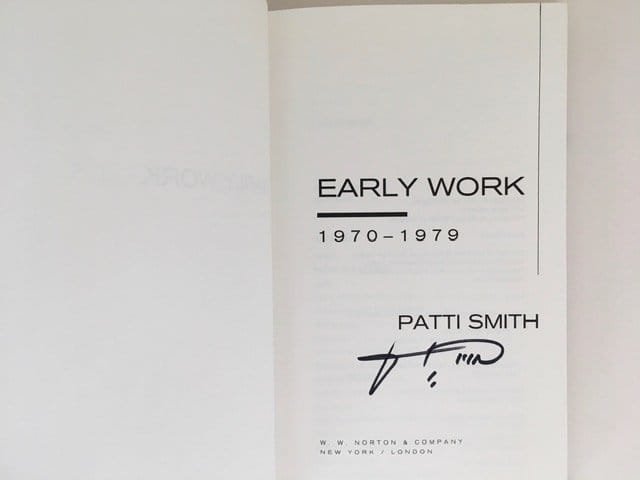 EARLY WORK
1970–1979
PATTI SMITH
W. W. NORTON & COMPANY
NEW YORK / LONDON